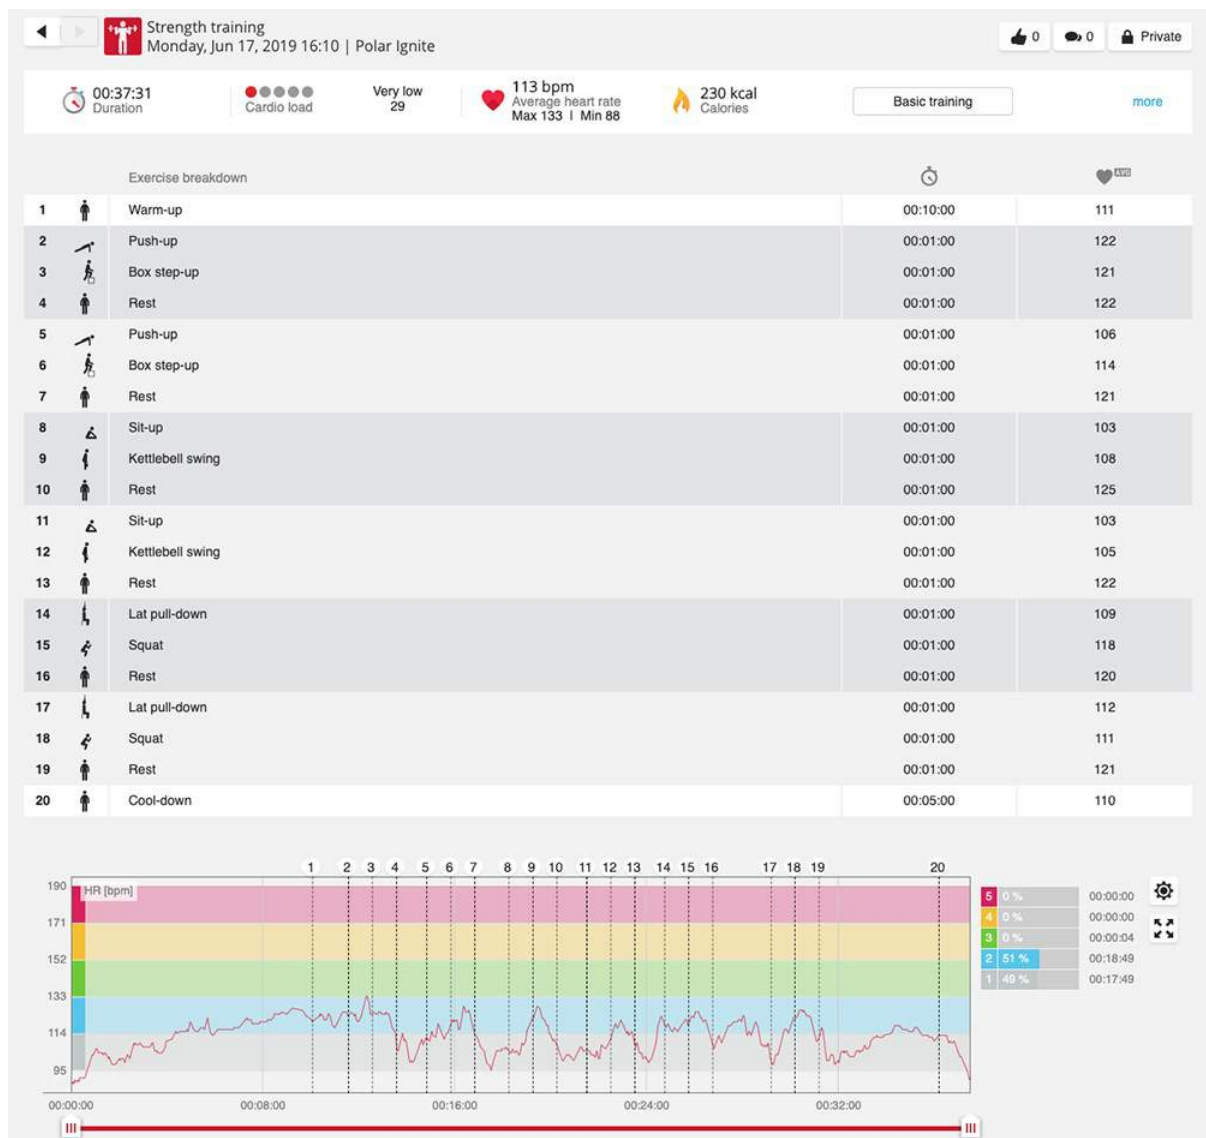 Strength training
Monday, Jun 17, 2019 16:10 | Polar Ignite
0 0 Private
00:37:31
Duration
Cardio load
Very low
29
113 bpm
Average heart rate
Max 133 | Min 88
230 kcal
Calories
Basic training
more
Exercise breakdown AVG
1 Warm-up 00:10:00 111
2 Push-up 00:01:00 122
3 Box step-up 00:01:00 121
4 Rest 00:01:00 122
5 Push-up 00:01:00 106
6 Box step-up 00:01:00 114
7 Rest 00:01:00 121
8 Sit-up 00:01:00 103
9 Kettlebell swing 00:01:00 108
10 Rest 00:01:00 125
11 Sit-up 00:01:00 103
12 Kettlebell swing 00:01:00 105
13 Rest 00:01:00 122
14 Lat pull-down 00:01:00 109
15 Squat 00:01:00 118
16 Rest 00:01:00 120
17 Lat pull-down 00:01:00 112
18 Squat 00:01:00 111
19 Rest 00:01:00 121
20 Cool-down 00:05:00 110
1 2 3 4 5 6 7 8 9 10 11 12 13 14 15 16 17 18 19 20
HR [bpm]
190
171
152
133
114
95
00:00:00 00:08:00 00:16:00 00:24:00 00:32:00
5 0 % 00:00:00
4 0 % 00:00:00
3 0 % 00:00:04
2 51 % 00:18:49
1 49 % 00:17:49